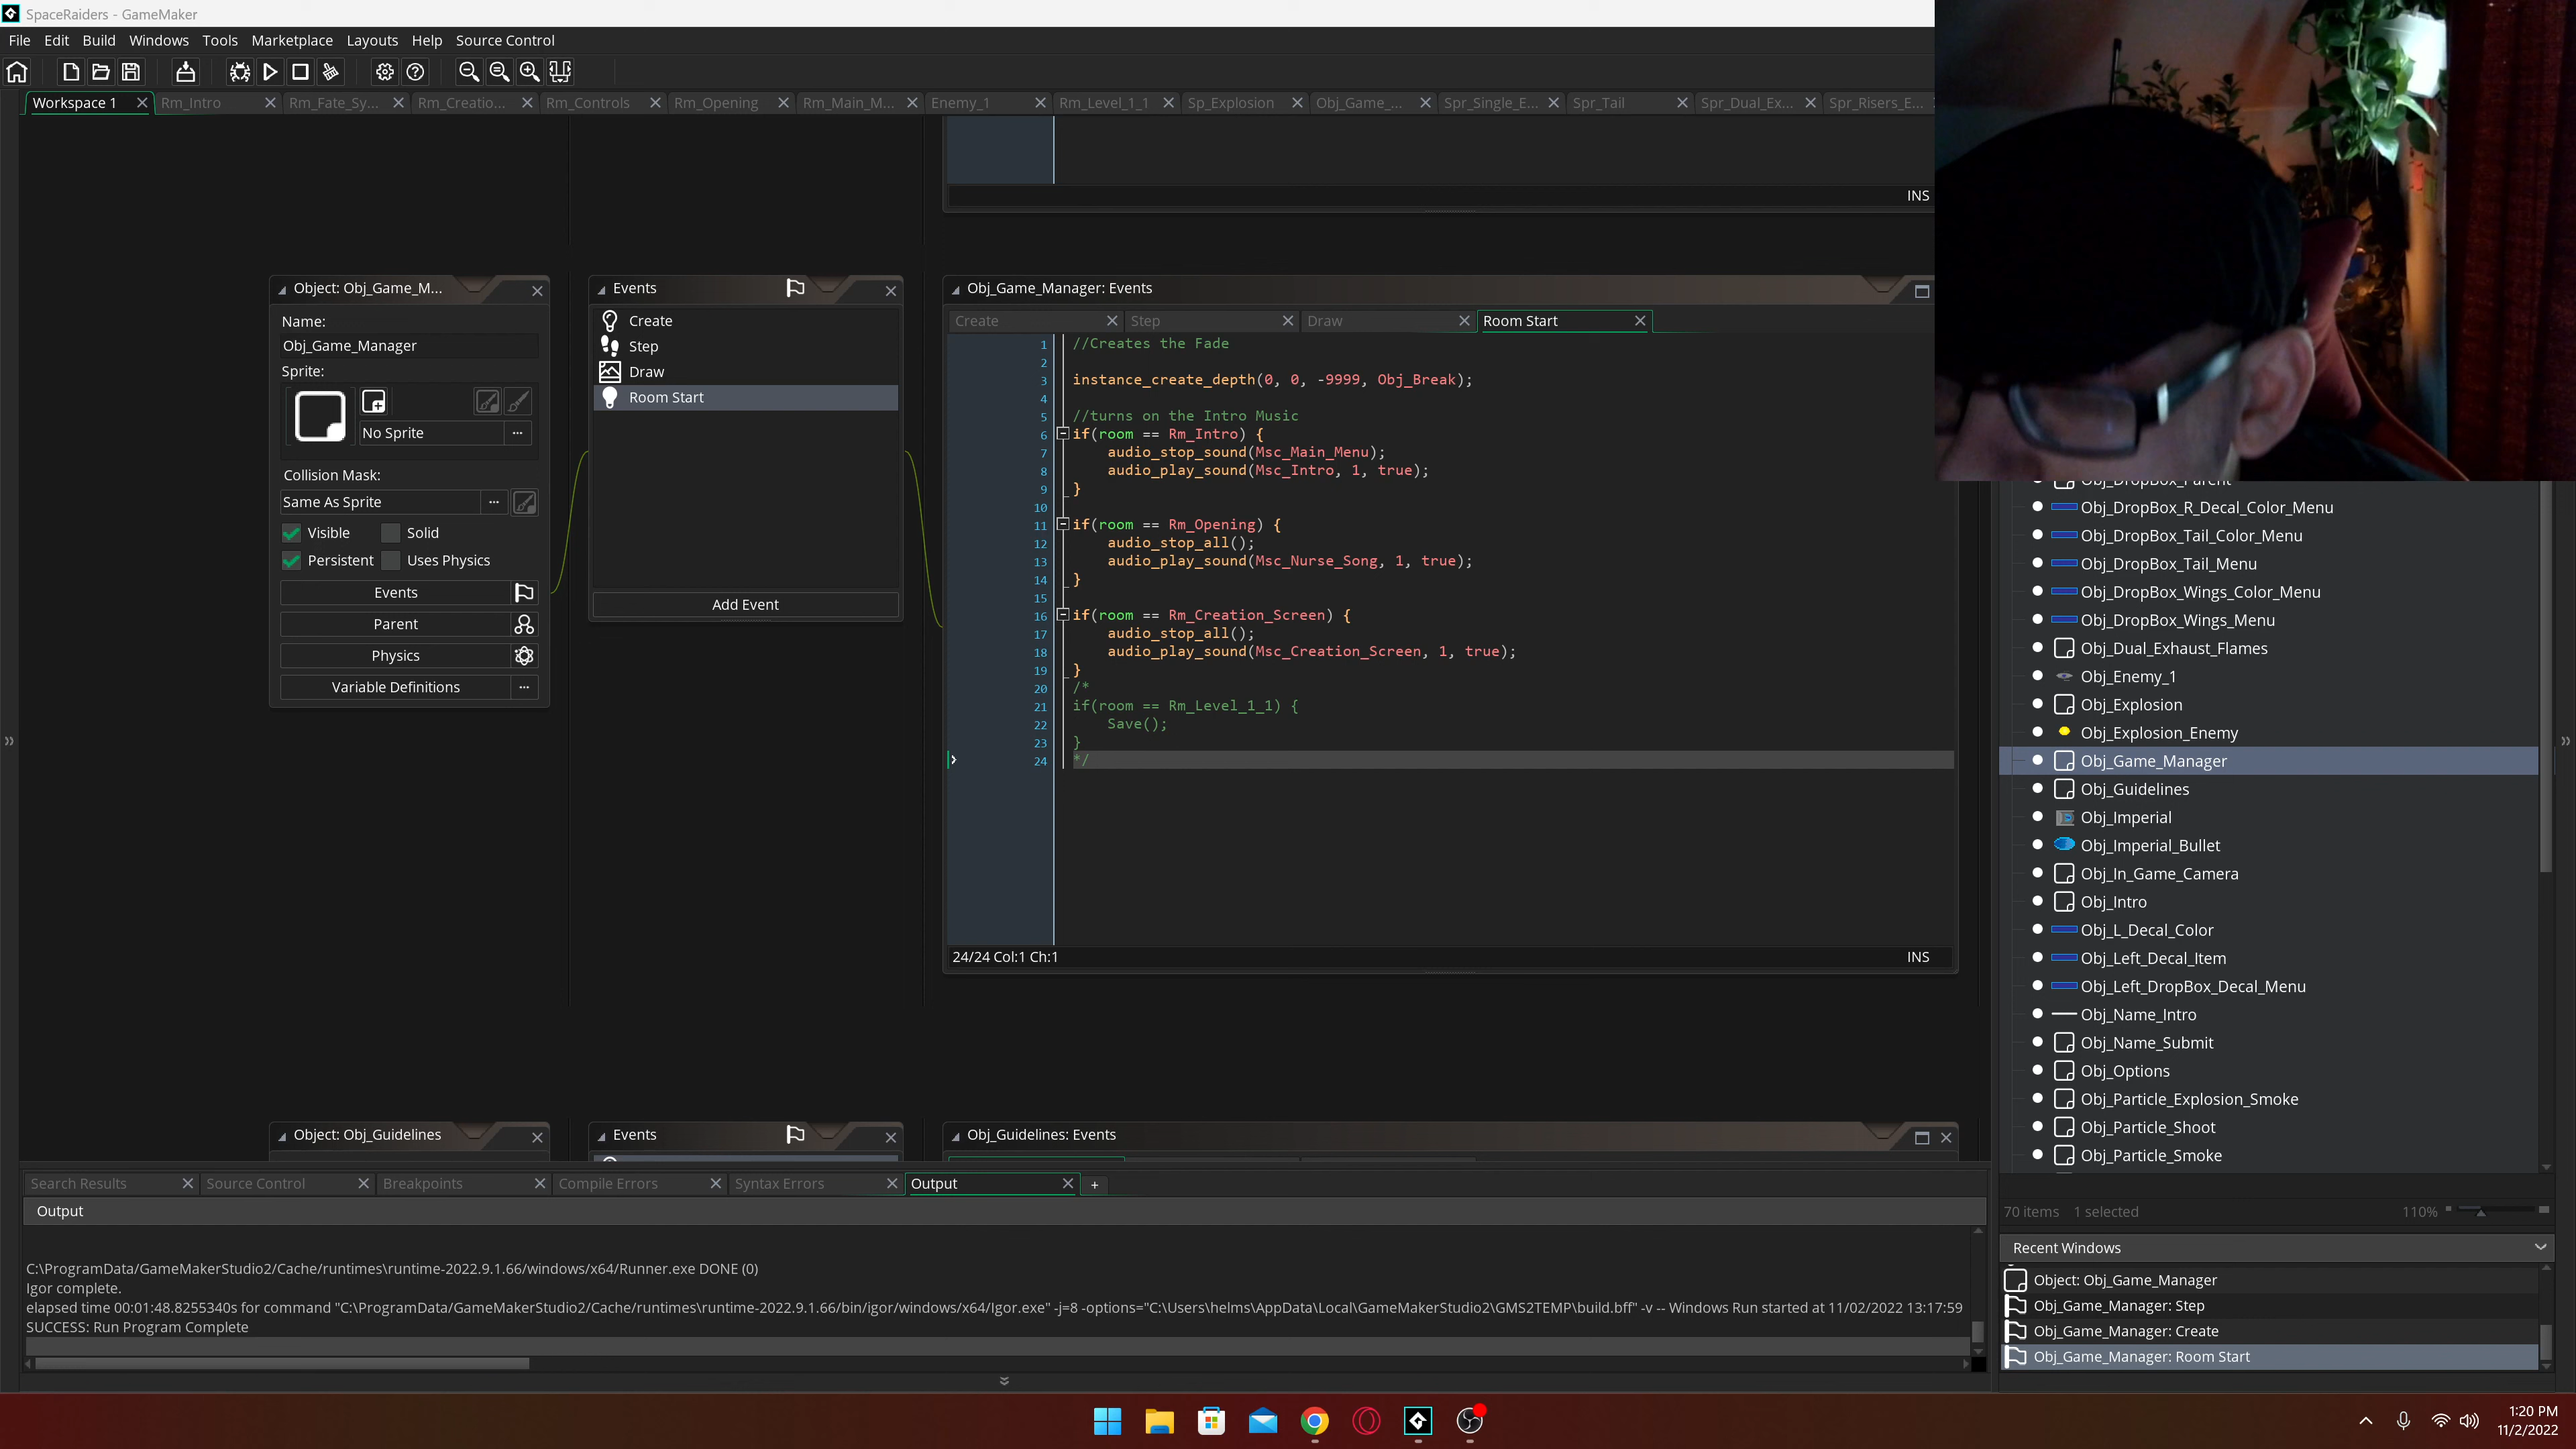 SpaceRaiders - GameMaker
File Edit Build Windows Tools Marketplace Layouts Help Source Control
Workspace 1 Rm_Intro Rm_Fate_Sy... Rm_Creatio... Rm_Controls Rm_Opening Rm_Main_M... Enemy_1 Rm_Level_1_1 Sp_Explosion Obj_Game_... Spr_Single_E... Spr_Tail Spr_Dual_Ex... Spr_Risers_E...
INS
Object: Obj_Game_M...
Name:
Obj_Game_Manager
Sprite:
No Sprite
...
Collision Mask:
Same As Sprite
...
Visible Solid
Persistent Uses Physics
Events
Parent
Physics
Variable Definitions
...
Events
Create
Step
Draw
Room Start
Add Event
Obj_Game_Manager: Events
Create Step Draw Room Start
1 //Creates the Fade
2
3 instance_create_depth(0, 0, -9999, Obj_Break);
4
5 //turns on the Intro Music
6 if(room == Rm_Intro) {
7 audio_stop_sound(Msc_Main_Menu);
8 audio_play_sound(Msc_Intro, 1, true);
9 }
10
11 if(room == Rm_Opening) {
12 audio_stop_all();
13 audio_play_sound(Msc_Nurse_Song, 1, true);
14 }
15
16 if(room == Rm_Creation_Screen) {
17 audio_stop_all();
18 audio_play_sound(Msc_Creation_Screen, 1, true);
19 }
20 /*
21 if(room == Rm_Level_1_1) {
22 Save();
23 }
24 */
24/24 Col:1 Ch:1 INS
Object: Obj_Guidelines
Events
Obj_Guidelines: Events
Search Results Source Control Breakpoints Compile Errors Syntax Errors Output +
Output
C:\ProgramData/GameMakerStudio2/Cache/runtimes\runtime-2022.9.1.66/windows/x64/Runner.exe DONE (0)
Igor complete.
elapsed time 00:01:48.8255340s for command "C:\ProgramData/GameMakerStudio2/Cache/runtimes\runtime-2022.9.1.66/bin/igor/windows/x64/Igor.exe" -j=8 -options="C:\Users\helms\AppData\Local\GameMakerStudio2\GMS2TEMP\build.bff" -v -- Windows Run started at 11/02/2022 13:17:59
SUCCESS: Run Program Complete
Obj_DropBox_Parent
Obj_DropBox_R_Decal_Color_Menu
Obj_DropBox_Tail_Color_Menu
Obj_DropBox_Tail_Menu
Obj_DropBox_Wings_Color_Menu
Obj_DropBox_Wings_Menu
Obj_Dual_Exhaust_Flames
Obj_Enemy_1
Obj_Explosion
Obj_Explosion_Enemy
Obj_Game_Manager
Obj_Guidelines
Obj_Imperial
Obj_Imperial_Bullet
Obj_In_Game_Camera
Obj_Intro
Obj_L_Decal_Color
Obj_Left_Decal_Item
Obj_Left_DropBox_Decal_Menu
Obj_Name_Intro
Obj_Name_Submit
Obj_Options
Obj_Particle_Explosion_Smoke
Obj_Particle_Shoot
Obj_Particle_Smoke
70 items 1 selected 110%
Recent Windows
Object: Obj_Game_Manager
Obj_Game_Manager: Step
Obj_Game_Manager: Create
Obj_Game_Manager: Room Start
1:20 PM
11/2/2022